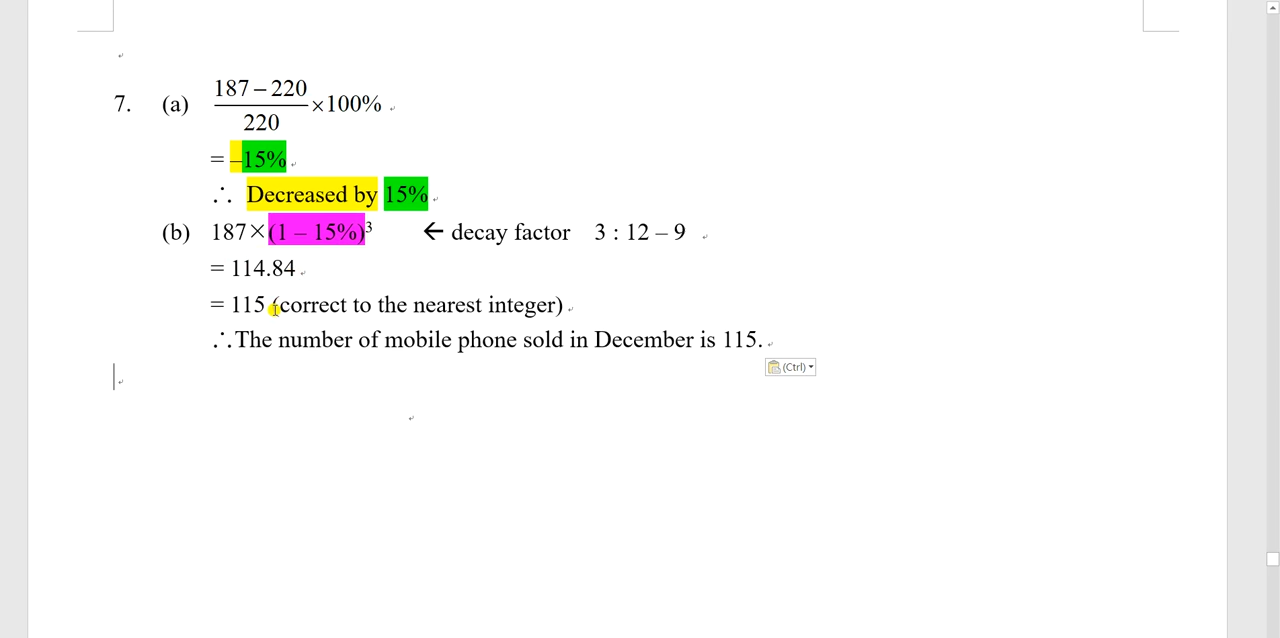 7. (a) 187 – 220
220
×100%
= –15%
∴ Decreased by 15%
(b) 187×(1 – 15%)³ ← decay factor 3 : 12 – 9
= 114.84
= 115 (correct to the nearest integer)
∴The number of mobile phone sold in December is 115.
(Ctrl)